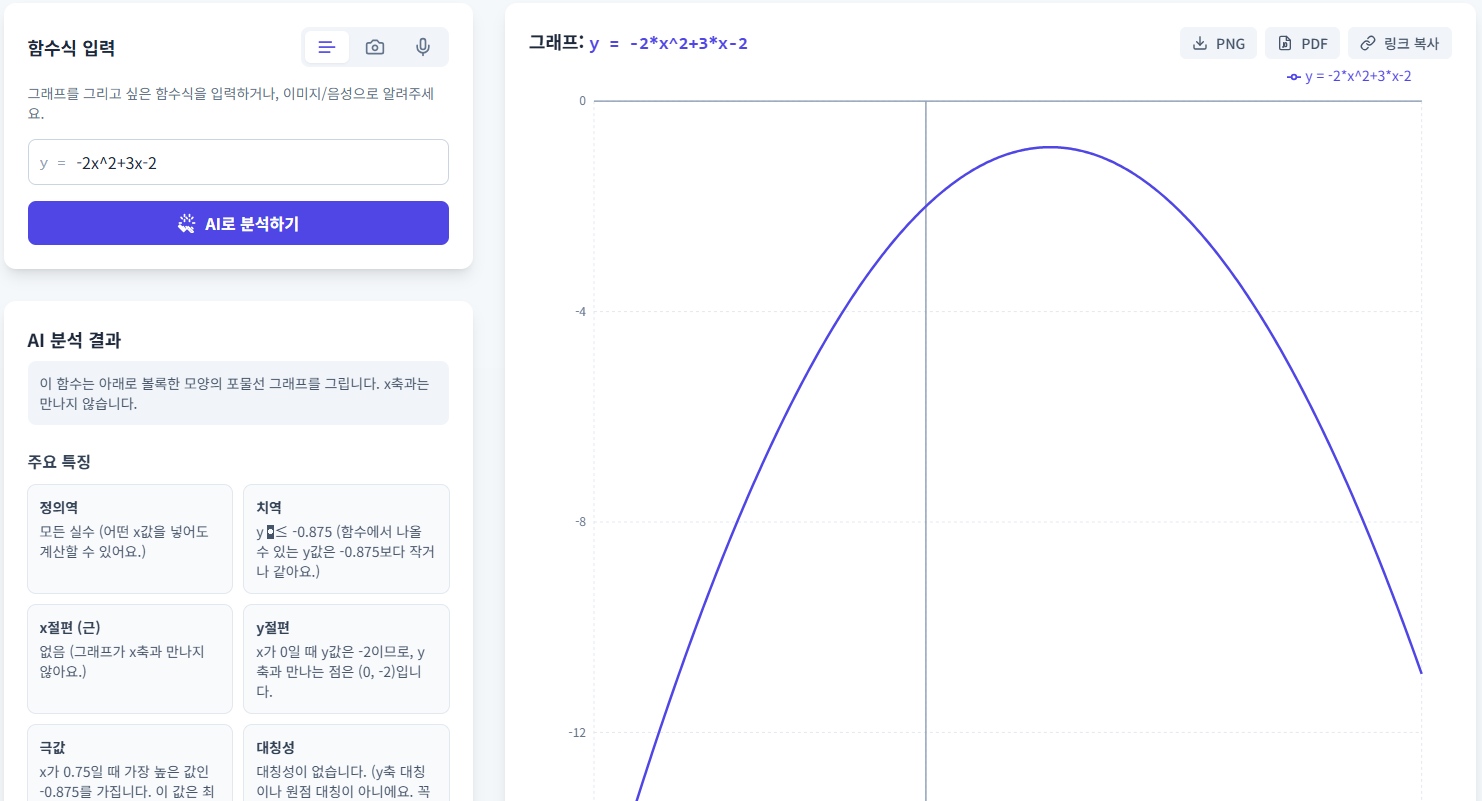 함수식 입력
그래프를 그리고 싶은 함수식을 입력하거나, 이미지/음성으로 알려주세
요.
y = -2x^2+3x-2
AI로 분석하기
AI 분석 결과
이 함수는 아래로 볼록한 모양의 포물선 그래프를 그립니다. x축과는
만나지 않습니다.
주요 특징
정의역
모든 실수 (어떤 x값을 넣어도
계산할 수 있어요.)
치역
y ≤ -0.875 (함수에서 나올
수 있는 y값은 -0.875보다 작거
나 같아요.)
x절편 (근)
없음 (그래프가 x축과 만나지
않아요.)
y절편
x가 0일 때 y값은 -2이므로, y
축과 만나는 점은 (0, -2)입니
다.
극값
x가 0.75일 때 가장 높은 값인
-0.875를 가집니다. 이 값은 최
대칭성
대칭성이 없습니다. (y축 대칭
이나 원점 대칭이 아니에요. 꼭
그래프: y = -2*x^2+3*x-2
PNG
PDF
링크 복사
y = -2*x^2+3*x-2
0
-4
-8
-12